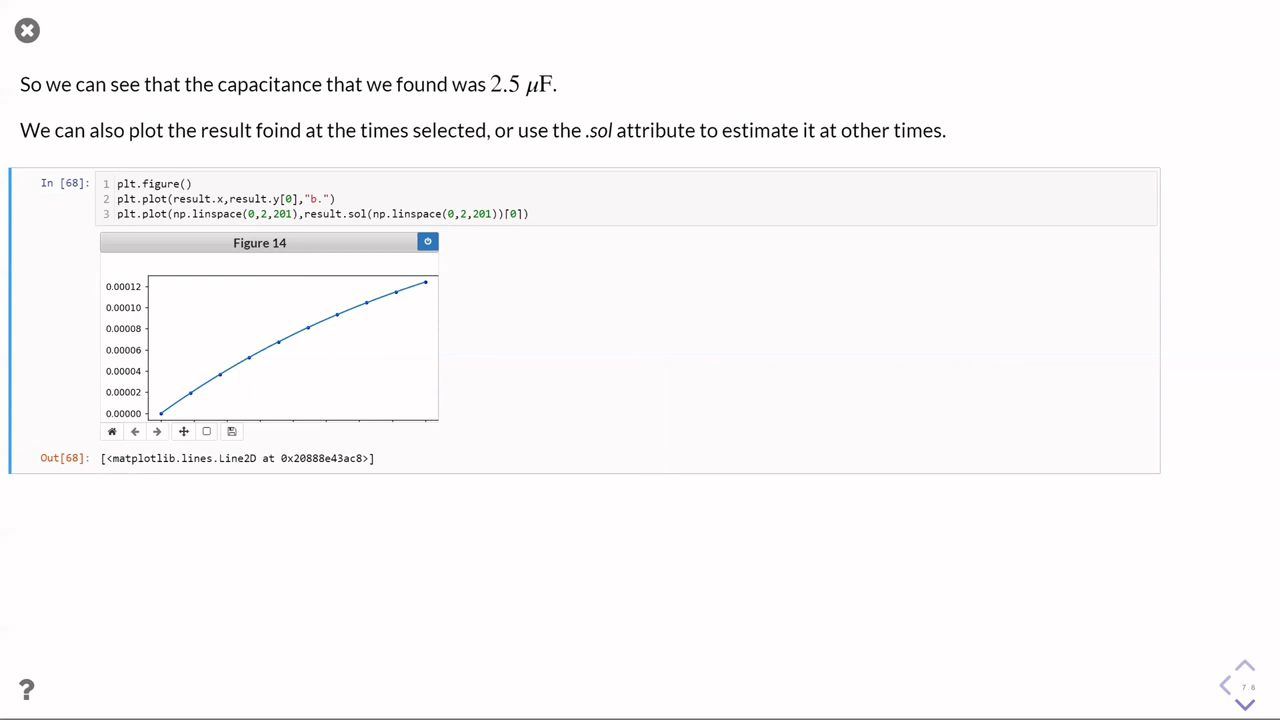 So we can see that the capacitance that we found was 2.5 μF.
We can also plot the result foind at the times selected, or use the .sol attribute to estimate it at other times.
In [68]:
1 plt.figure()
2 plt.plot(result.x,result.y[0],"b.")
3 plt.plot(np.linspace(0,2,201),result.sol(np.linspace(0,2,201))[0])
Figure 14
0.00012
0.00010
0.00008
0.00006
0.00004
0.00002
0.00000
Out[68]: [<matplotlib.lines.Line2D at 0x20888e43ac8>]
?
7.8